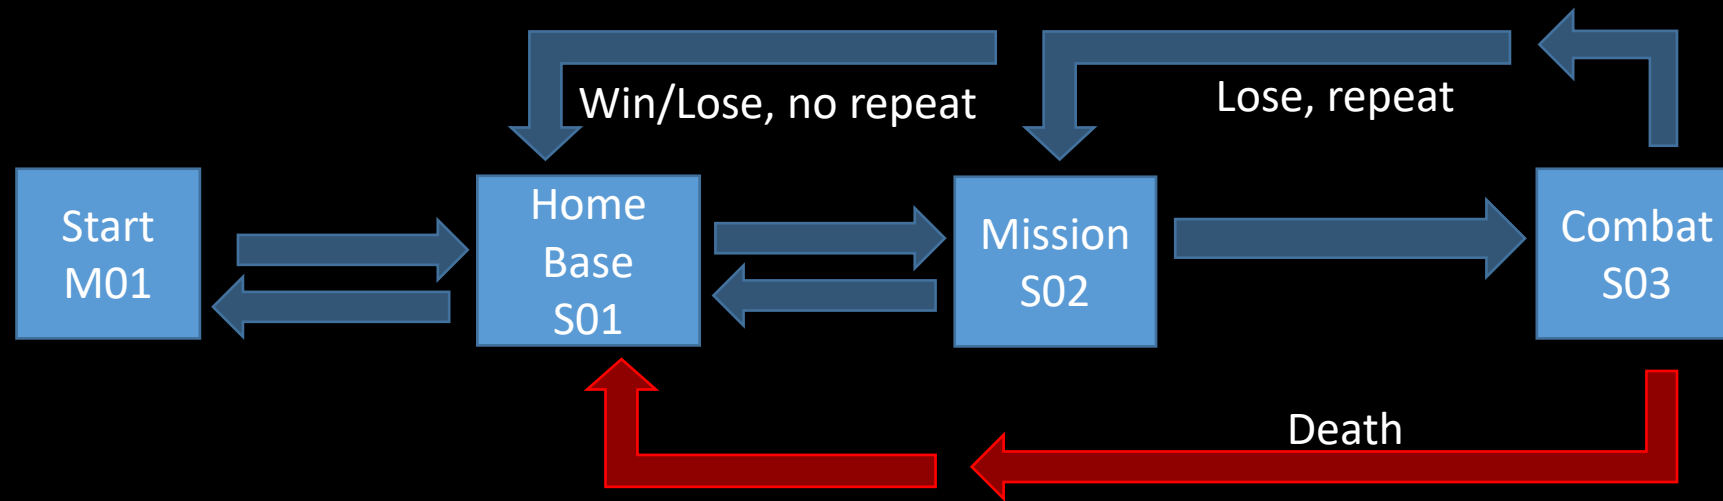 Win/Lose, no repeat
Lose, repeat
Start
M01
Home
Base
S01
Mission
S02
Combat
S03
Death